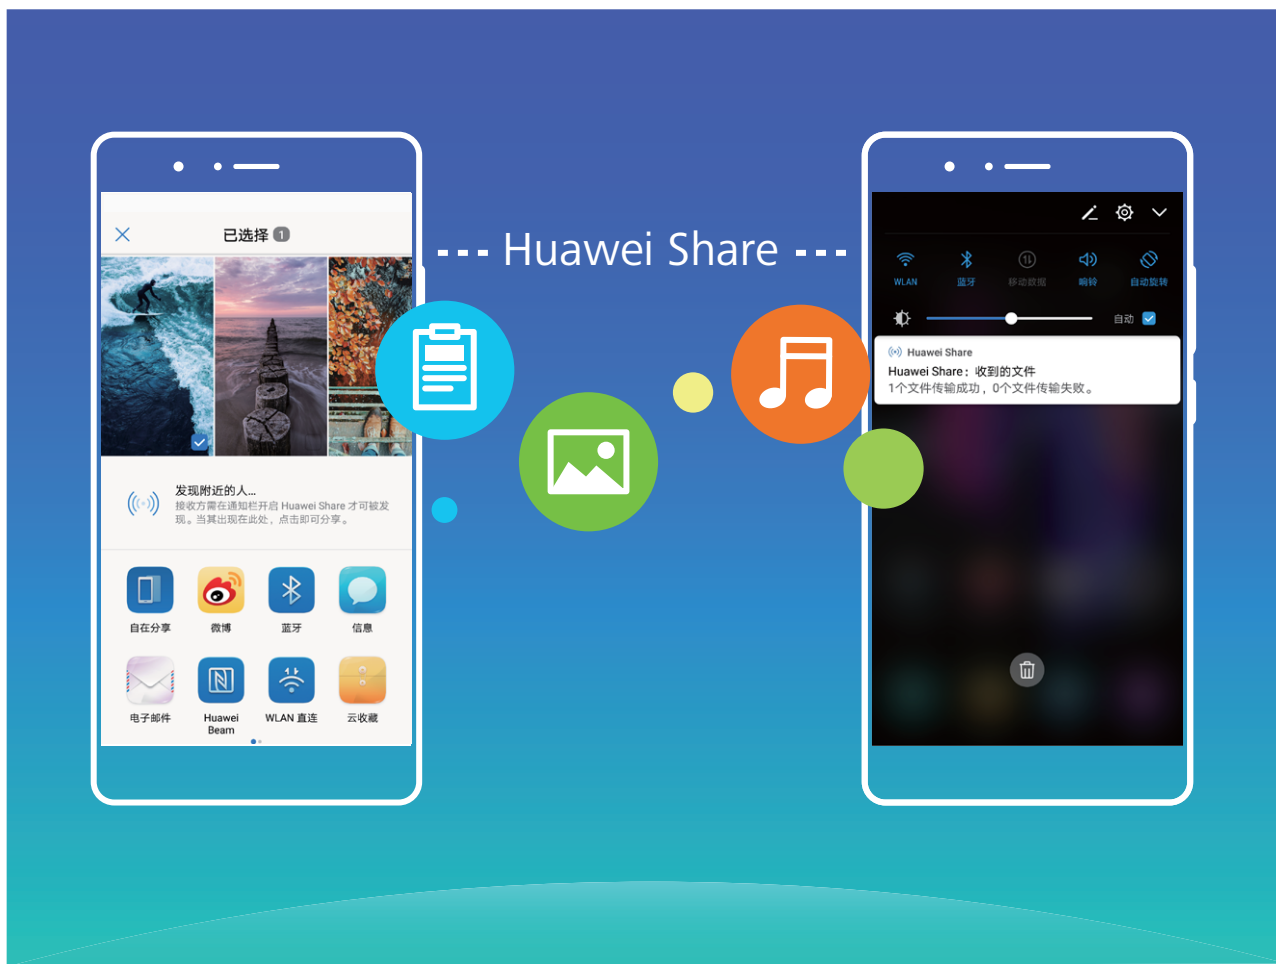 Huawei Share
已选择 1
发现附近的人...
接收方需在通知栏开启 Huawei Share 才可被发
现。当其出现在此处，点击即可分享。
自在分享
微博
蓝牙
信息
电子邮件
Huawei
Beam
WLAN 直连
云收藏
WLAN
蓝牙
移动数据
响铃
自动旋转
自动
Huawei Share
Huawei Share：收到的文件
1个文件传输成功，0个文件传输失败。